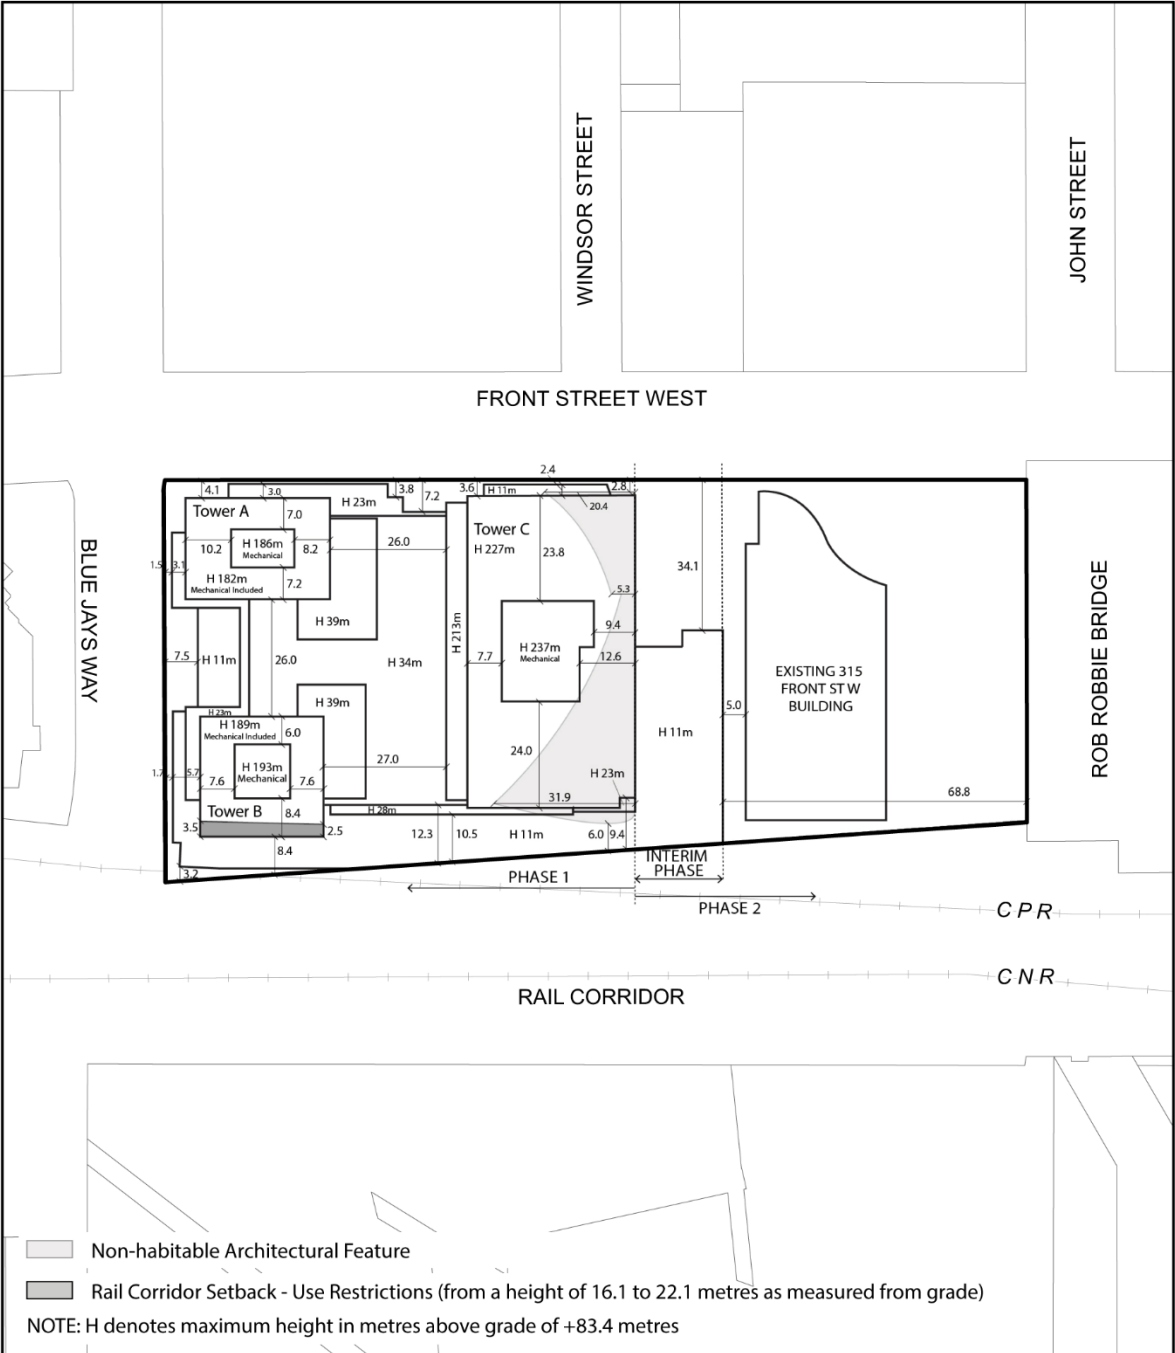 WINDSOR STREET
JOHN STREET
FRONT STREET WEST
BLUE JAYS WAY
ROB ROBBIE BRIDGE
4.1
3.0
H 23m
3.8
7.2
3.6
H 11m
2.4
2.8
20.4
Tower A
7.0
10.2
H 186m
Mechanical
8.2
26.0
1.5
3.1
H 182m
Mechanical Included
7.2
H 39m
Tower C
H 227m
23.8
5.3
34.1
9.4
H 213m
H 237m
Mechanical
7.7
12.6
7.5
H 11m
26.0
H 34m
H 39m
H 23m
H 189m
Mechanical Included
6.0
EXISTING 315
FRONT ST W
BUILDING
5.0
H 11m
24.0
27.0
1.7
5.7
7.6
H 193m
Mechanical
7.6
H 23m
31.9
68.8
Tower B
8.4
H 28m
3.5
2.5
12.3
10.5
H 11m
6.0
9.4
8.4
3.2
PHASE 1
INTERIM
PHASE
PHASE 2
CPR
CNR
RAIL CORRIDOR
Non-habitable Architectural Feature
Rail Corridor Setback - Use Restrictions (from a height of 16.1 to 22.1 metres as measured from grade)
NOTE: H denotes maximum height in metres above grade of +83.4 metres